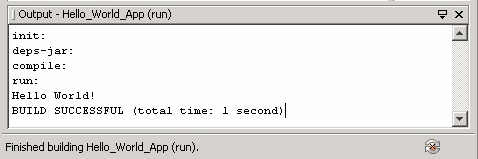 Output - Hello_World_App (run)
init:
deps-jar:
compile:
run:
Hello World!
BUILD SUCCESSFUL (total time: 1 second)
Finished building Hello_World_App (run).